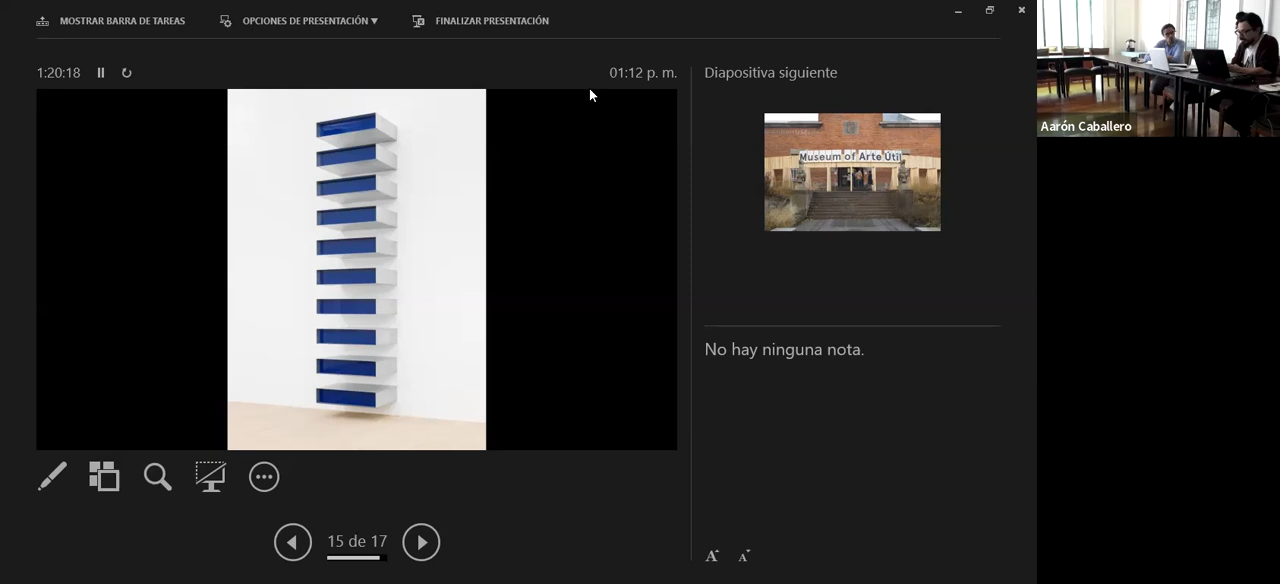 MOSTRAR BARRA DE TAREAS
OPCIONES DE PRESENTACIÓN ▼
FINALIZAR PRESENTACIÓN
1:20:18
01:12 p. m.
Diapositiva siguiente
Museum of Arte Útil
Aarón Caballero
No hay ninguna nota.
15 de 17
A A